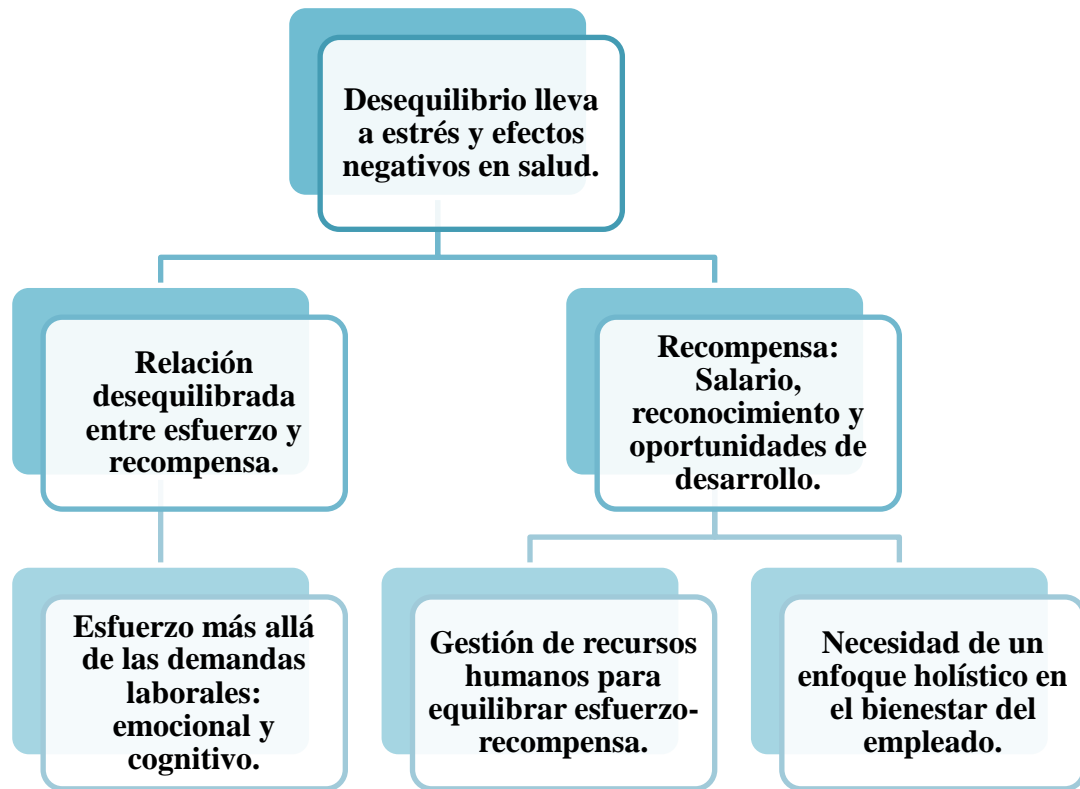 Desequilibrio lleva
a estrés y efectos
negativos en salud.
Relación
desequilibrada
entre esfuerzo y
recompensa.
Recompensa:
Salario,
reconocimiento y
oportunidades de
desarrollo.
Esfuerzo más allá
de las demandas
laborales:
emocional y
cognitivo.
Gestión de recursos
humanos para
equilibrar esfuerzo-
recompensa.
Necesidad de un
enfoque holístico en
el bienestar del
empleado.